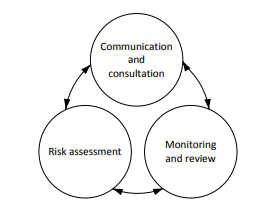 Communication
and
consultation
Risk assessment
Monitoring
and review